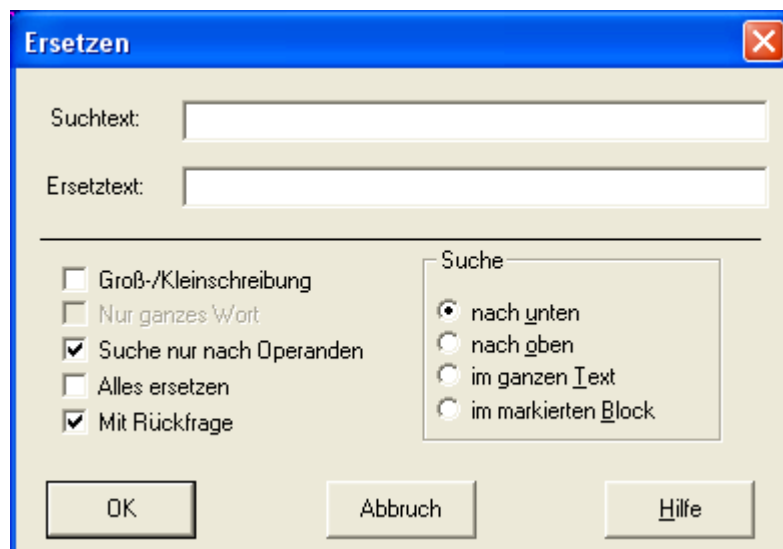 Ersetzen
Suchtext:
Ersetztext:
Groß-/Kleinschreibung
Nur ganzes Wort
Suche nur nach Operanden
Alles ersetzen
Mit Rückfrage
Suche
nach unten
nach oben
im ganzen Text
im markierten Block
OK
Abbruch
Hilfe